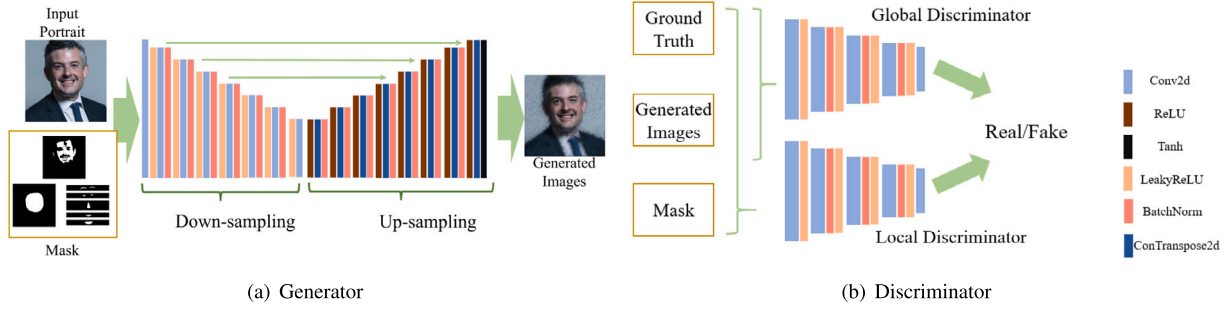 Input
Portrait
Mask
Down-sampling
Up-sampling
Generated
Images
(a) Generator
Ground
Truth
Generated
Images
Mask
Global Discriminator
Real/Fake
Local Discriminator
Conv2d
ReLU
Tanh
LeakyReLU
BatchNorm
ConTranspose2d
(b) Discriminator